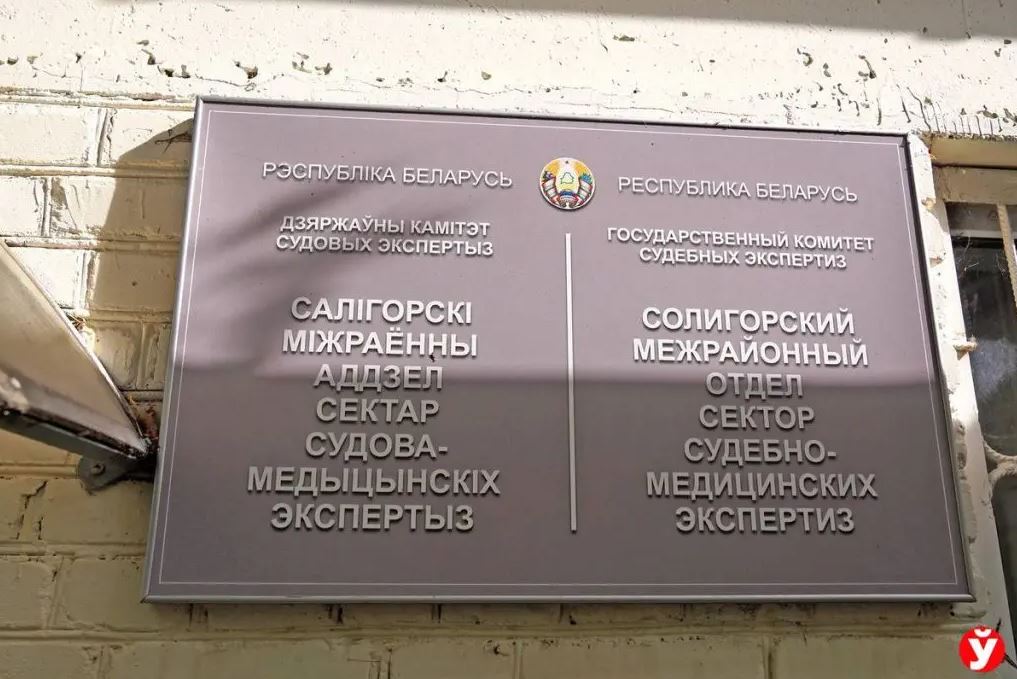 РЭСПУБЛІКА БЕЛАРУСЬ
ДЗЯРЖАЎНЫ КАМІТЭТ
СУДОВЫХ ЭКСПЕРТЫЗ
САЛІГОРСКІ
МІЖРАЁННЫ
АДДЗЕЛ
СЕКТАР
СУДОВА-
МЕДЫЦЫНСКІХ
ЭКСПЕРТЫЗ
РЕСПУБЛИКА БЕЛАРУСЬ
ГОСУДАРСТВЕННЫЙ КОМИТЕТ
СУДЕБНЫХ ЭКСПЕРТИЗ
СОЛИГОРСКИЙ
МЕЖРАЙОННЫЙ
ОТДЕЛ
СЕКТОР
СУДЕБНО-
МЕДИЦИНСКИХ
ЭКСПЕРТИЗ
ў